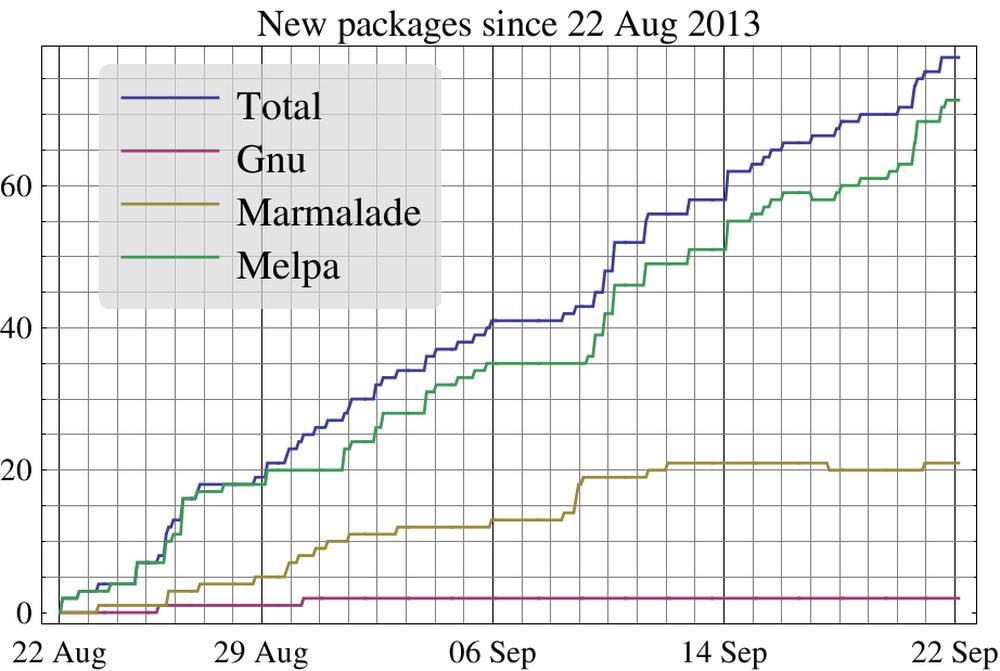 New packages since 22 Aug 2013
Total
Gnu
Marmalade
Melpa
60
40
20
0
22 Aug
29 Aug
06 Sep
14 Sep
22 Sep